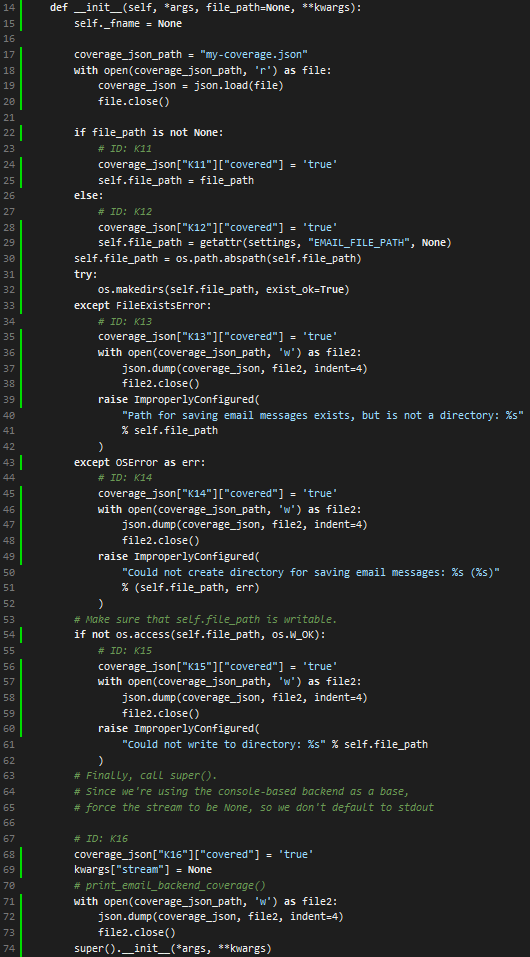 14 def __init__(self, *args, file_path=None, **kwargs):
15 self._fname = None
16
17 coverage_json_path = "my-coverage.json"
18 with open(coverage_json_path, 'r') as file:
19 coverage_json = json.load(file)
20 file.close()
21
22 if file_path is not None:
23 # ID: K11
24 coverage_json["K11"]["covered"] = 'true'
25 self.file_path = file_path
26 else:
27 # ID: K12
28 coverage_json["K12"]["covered"] = 'true'
29 self.file_path = getattr(settings, "EMAIL_FILE_PATH", None)
30 self.file_path = os.path.abspath(self.file_path)
31 try:
32 os.makedirs(self.file_path, exist_ok=True)
33 except FileExistsError:
34 # ID: K13
35 coverage_json["K13"]["covered"] = 'true'
36 with open(coverage_json_path, 'w') as file2:
37 json.dump(coverage_json, file2, indent=4)
38 file2.close()
39 raise ImproperlyConfigured(
40 "Path for saving email messages exists, but is not a directory: %s"
41 % self.file_path
42 )
43 except OSError as err:
44 # ID: K14
45 coverage_json["K14"]["covered"] = 'true'
46 with open(coverage_json_path, 'w') as file2:
47 json.dump(coverage_json, file2, indent=4)
48 file2.close()
49 raise ImproperlyConfigured(
50 "Could not create directory for saving email messages: %s (%s)"
51 % (self.file_path, err)
52 )
53 # Make sure that self.file_path is writable.
54 if not os.access(self.file_path, os.W_OK):
55 # ID: K15
56 coverage_json["K15"]["covered"] = 'true'
57 with open(coverage_json_path, 'w') as file2:
58 json.dump(coverage_json, file2, indent=4)
59 file2.close()
60 raise ImproperlyConfigured(
61 "Could not write to directory: %s" % self.file_path
62 )
63 # Finally, call super().
64 # Since we're using the console-based backend as a base,
65 # force the stream to be None, so we don't default to stdout
66
67 # ID: K16
68 coverage_json["K16"]["covered"] = 'true'
69 kwargs["stream"] = None
70 # print_email_backend_coverage()
71 with open(coverage_json_path, 'w') as file2:
72 json.dump(coverage_json, file2, indent=4)
73 file2.close()
74 super().__init__(*args, **kwargs)